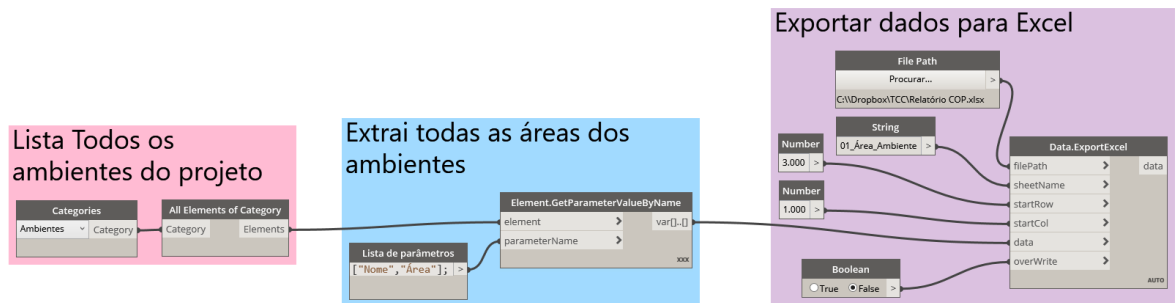 Lista Todos os
ambientes do projeto
Categories
Ambientes
Category
All Elements of Category
Category
Elements
Extrai todas as áreas dos
ambientes
Element.GetParameterValueByName
element
>
var[]..[]
parameterName
>
xxx
Lista de parâmetros
["Nome","Área"];
>
Exportar dados para Excel
File Path
Procurar...
>
C:\\Dropbox\TCC\Relatório COP.xlsx
String
01_Área_Ambiente
>
Number
3.000
>
Number
1.000
>
Boolean
True
False
>
Data.ExportExcel
filePath
>
data
sheetName
>
startRow
>
startCol
>
data
>
overWrite
>
AUTO